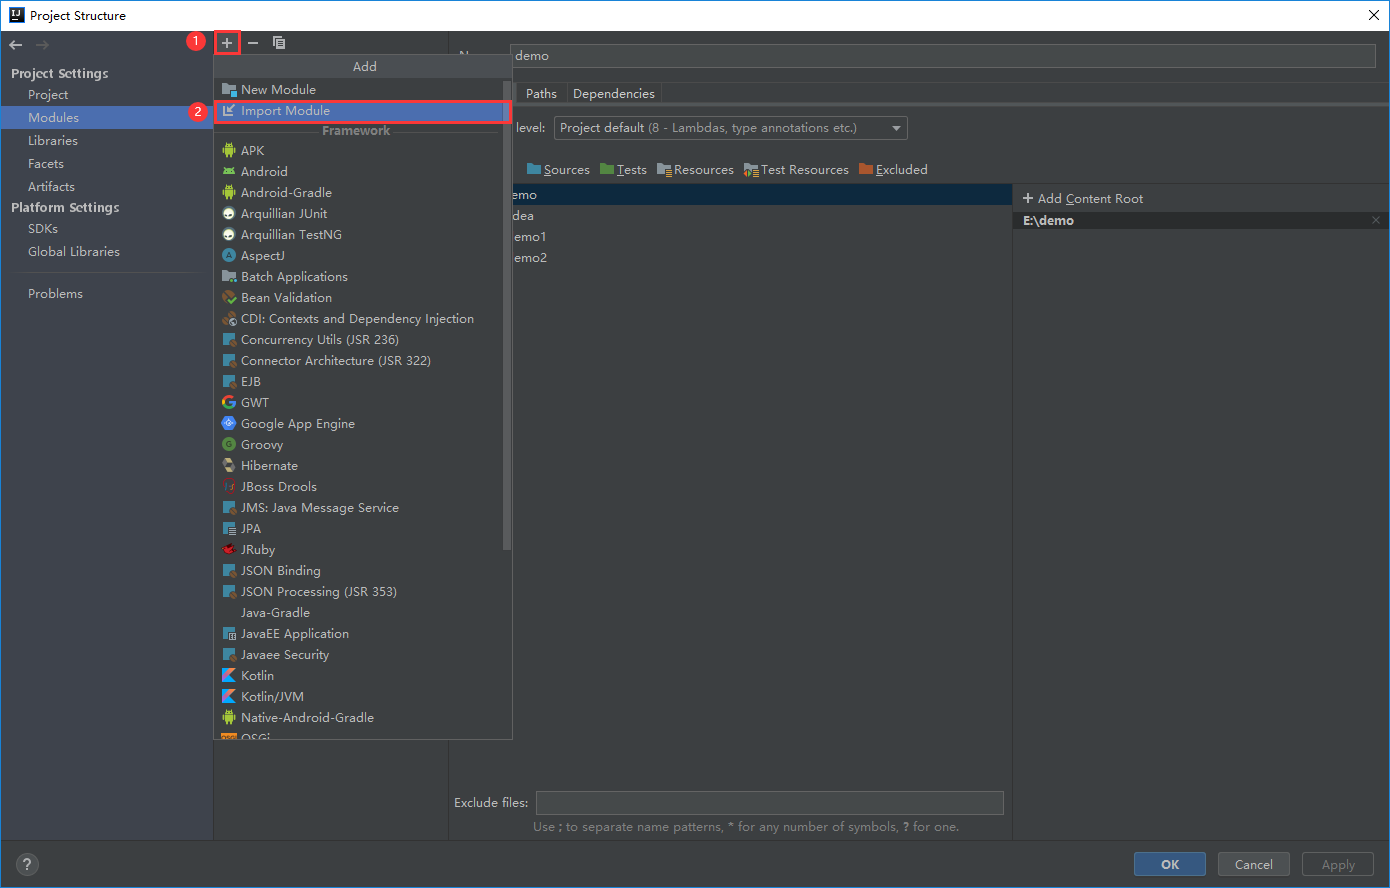 Project Structure
1
Add
demo
Project Settings
Project
Modules
Libraries
Facets
Artifacts
Platform Settings
SDKs
Global Libraries
Problems
New Module
2
Import Module
Framework
APK
Android
Android-Gradle
Arquillian JUnit
Arquillian TestNG
AspectJ
Batch Applications
Bean Validation
CDI: Contexts and Dependency Injection
Concurrency Utils (JSR 236)
Connector Architecture (JSR 322)
EJB
GWT
Google App Engine
Groovy
Hibernate
JBoss Drools
JMS: Java Message Service
JPA
JRuby
JSON Binding
JSON Processing (JSR 353)
Java-Gradle
JavaEE Application
Javaee Security
Kotlin
Kotlin/JVM
Native-Android-Gradle
OSGi
Paths Dependencies
level: Project default (8 - Lambdas, type annotations etc.)
Sources Tests Resources Test Resources Excluded
emo
dea
emo1
emo2
+ Add Content Root
E:\demo
Exclude files:
Use ; to separate name patterns, * for any number of symbols, ? for one.
?
OK Cancel Apply